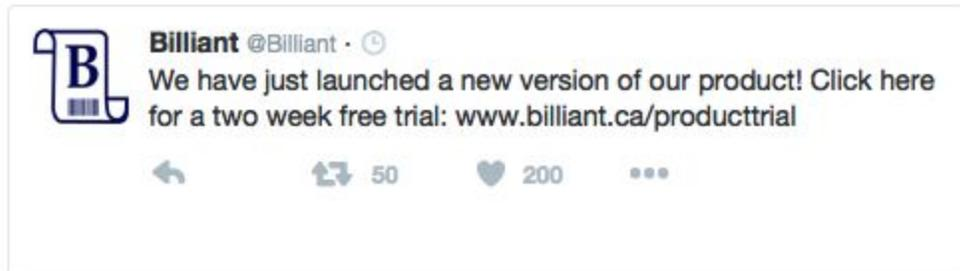 B
Billiant @Billiant ·
We have just launched a new version of our product! Click here
for a two week free trial: www.billiant.ca/producttrial
50 200